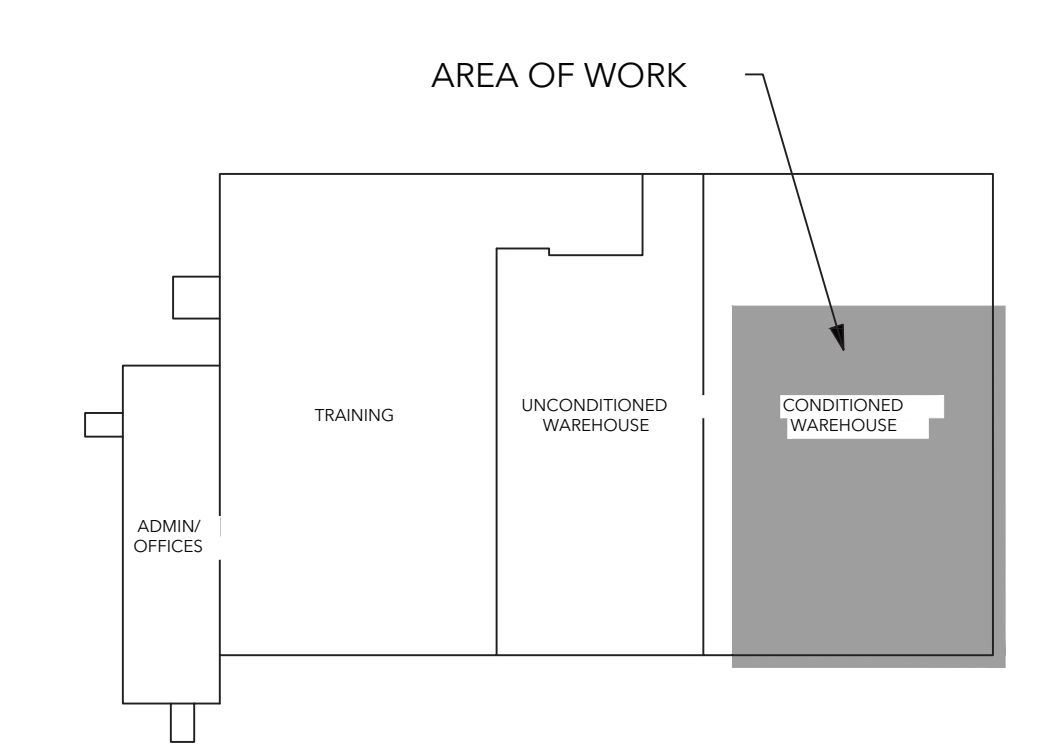 AREA OF WORK
TRAINING
UNCONDITIONED
WAREHOUSE
CONDITIONED
WAREHOUSE
ADMIN/
OFFICES